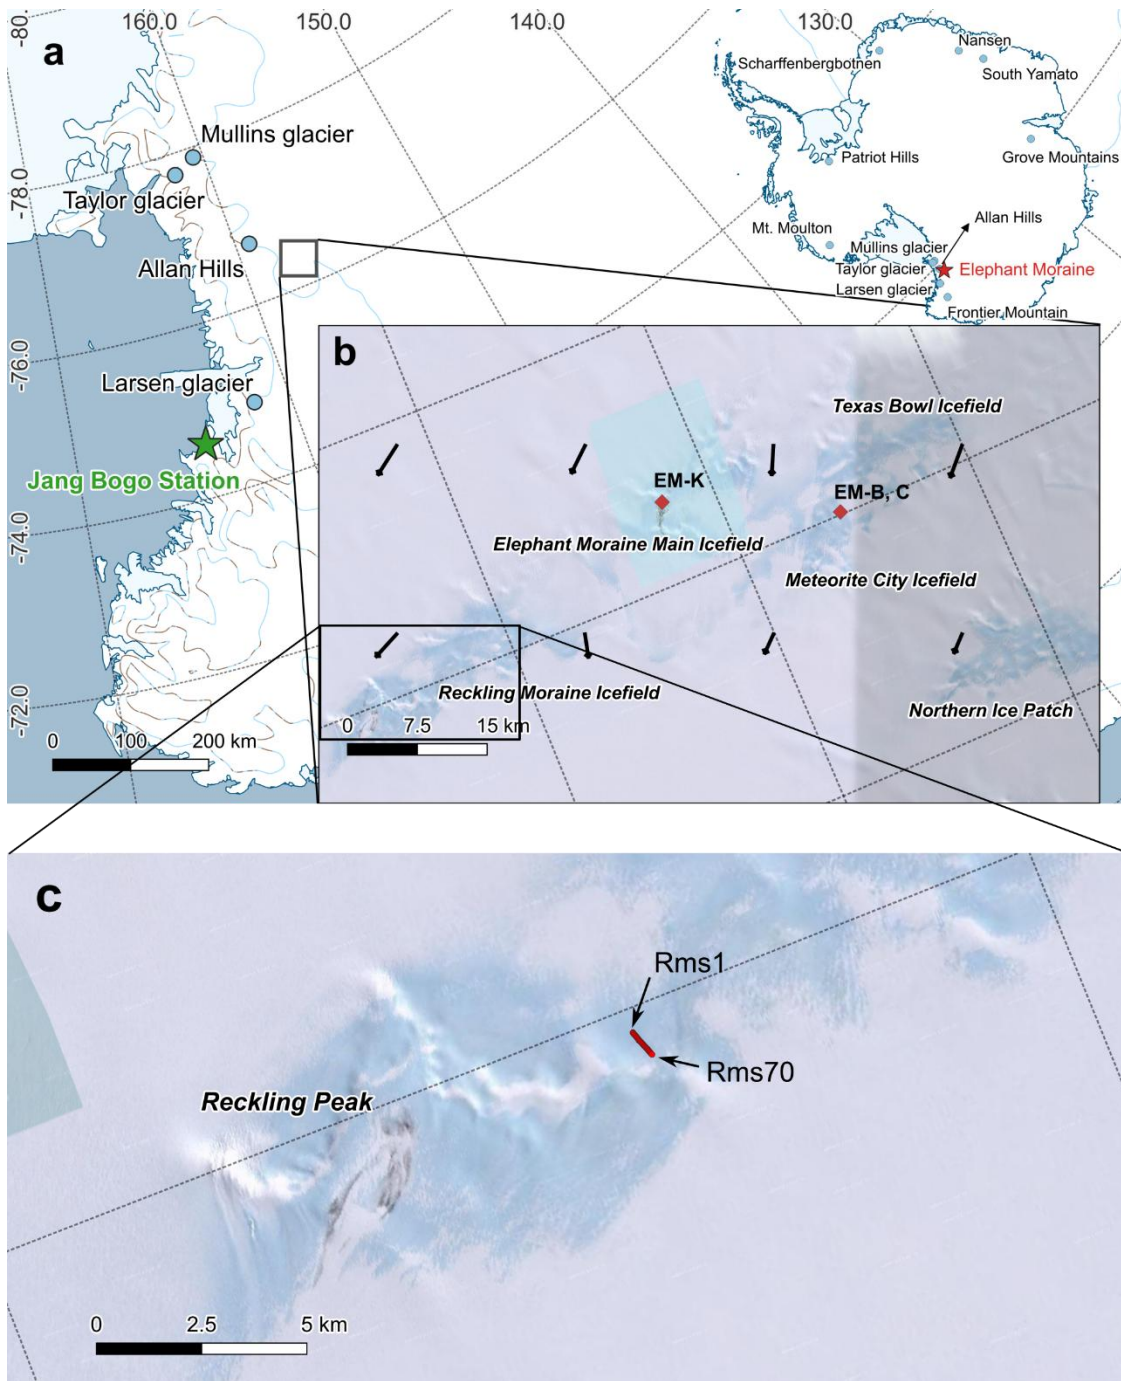 a
-80.
160.0
150.0
140.0
130.0
-78.0
-76.0
-74.0
-72.0
Mullins glacier
Taylor glacier
Allan Hills
Larsen glacier
Jang Bogo Station
0 100 200 km
Scharffenbergbotnen
Nansen
South Yamato
Patriot Hills
Grove Mountains
Allan Hills
Mt. Moulton
Mullins glacier
Taylor glacier
Elephant Moraine
Larsen glacier
Frontier Mountain
b
Texas Bowl Icefield
EM-K
EM-B, C
Elephant Moraine Main Icefield
Meteorite City Icefield
Reckling Moraine Icefield
Northern Ice Patch
0 7.5 15 km
c
Rms1
Rms70
Reckling Peak
0 2.5 5 km